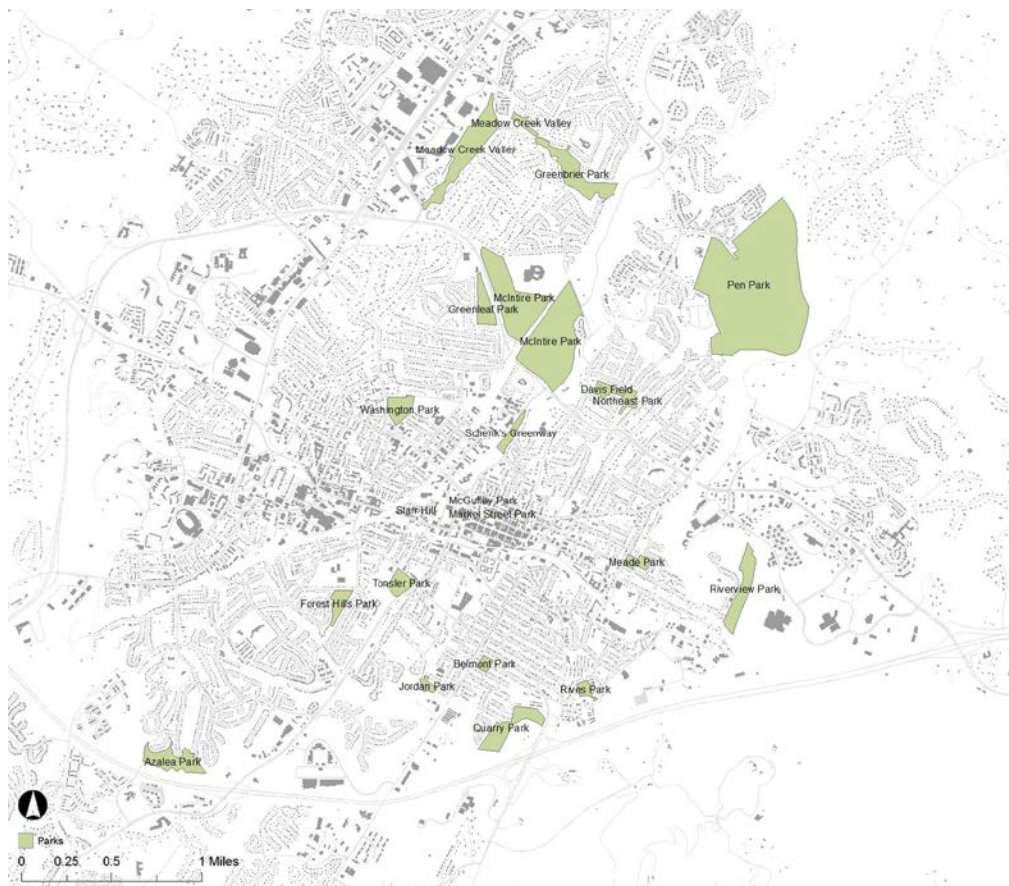 Meadow Creek Valley
Meadow Creek Valley
Greenbrier Park
Pen Park
McIntire Park
Greenleaf Park
McIntire Park
Davis Field
Northeast Park
Washington Park
Schenk's Greenway
McGuffey Park
Starr Hill
Market Street Park
Meade Park
Tonsler Park
Riverview Park
Forest Hills Park
Belmont Park
Jordan Park
Rives Park
Quarry Park
Azalea Park
Parks
0 0.25 0.5 1 Miles